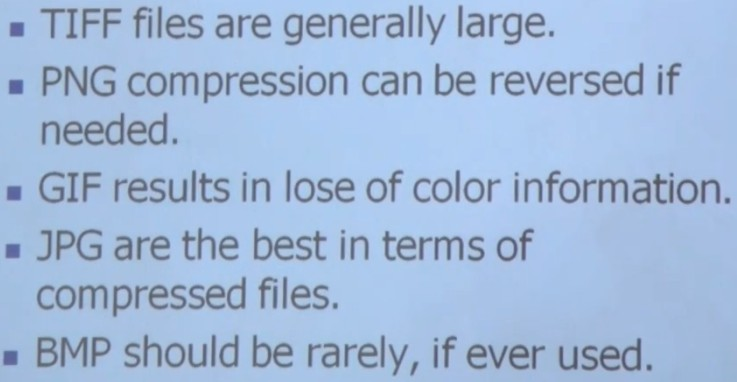 ▪ TIFF files are generally large.
▪ PNG compression can be reversed if
needed.
▪ GIF results in lose of color information.
▪ JPG are the best in terms of
compressed files.
▪ BMP should be rarely, if ever used.